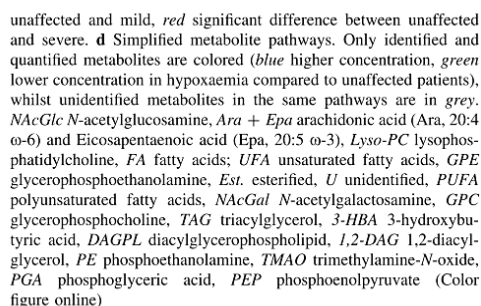 unaffected and mild, red significant difference between unaffected
and severe. d Simplified metabolite pathways. Only identified and
quantified metabolites are colored (blue higher concentration, green
lower concentration in hypoxaemia compared to unaffected patients),
whilst unidentified metabolites in the same pathways are in grey.
NAcGlc N-acetylglucosamine, Ara + Epa arachidonic acid (Ara, 20:4
ω-6) and Eicosapentaenoic acid (Epa, 20:5 ω-3), Lyso-PC lysophos-
phatidylcholine, FA fatty acids; UFA unsaturated fatty acids, GPE
glycerophosphoethanolamine, Est. esterified, U unidentified, PUFA
polyunsaturated fatty acids, NAcGal N-acetylgalactosamine, GPC
glycerophosphocholine, TAG triacylglycerol, 3-HBA 3-hydroxybu-
tyric acid, DAGPL diacylglycerophospholipid, 1,2-DAG 1,2-diacyl-
glycerol, PE phosphoethanolamine, TMAO trimethylamine-N-oxide,
PGA phosphoglyceric acid, PEP phosphoenolpyruvate (Color
figure online)